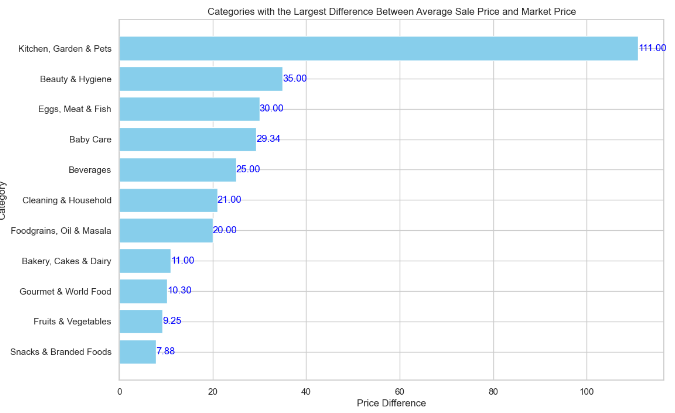 Categories with the Largest Difference Between Average Sale Price and Market Price
Kitchen, Garden & Pets 111.00
Beauty & Hygiene 35.00
Eggs, Meat & Fish 30.00
Baby Care 29.34
Beverages 25.00
Cleaning & Household 21.00
Foodgrains, Oil & Masala 20.00
Bakery, Cakes & Dairy 11.00
Gourmet & World Food 10.30
Fruits & Vegetables 9.25
Snacks & Branded Foods 7.88
Category
0 20 40 60 80 100
Price Difference